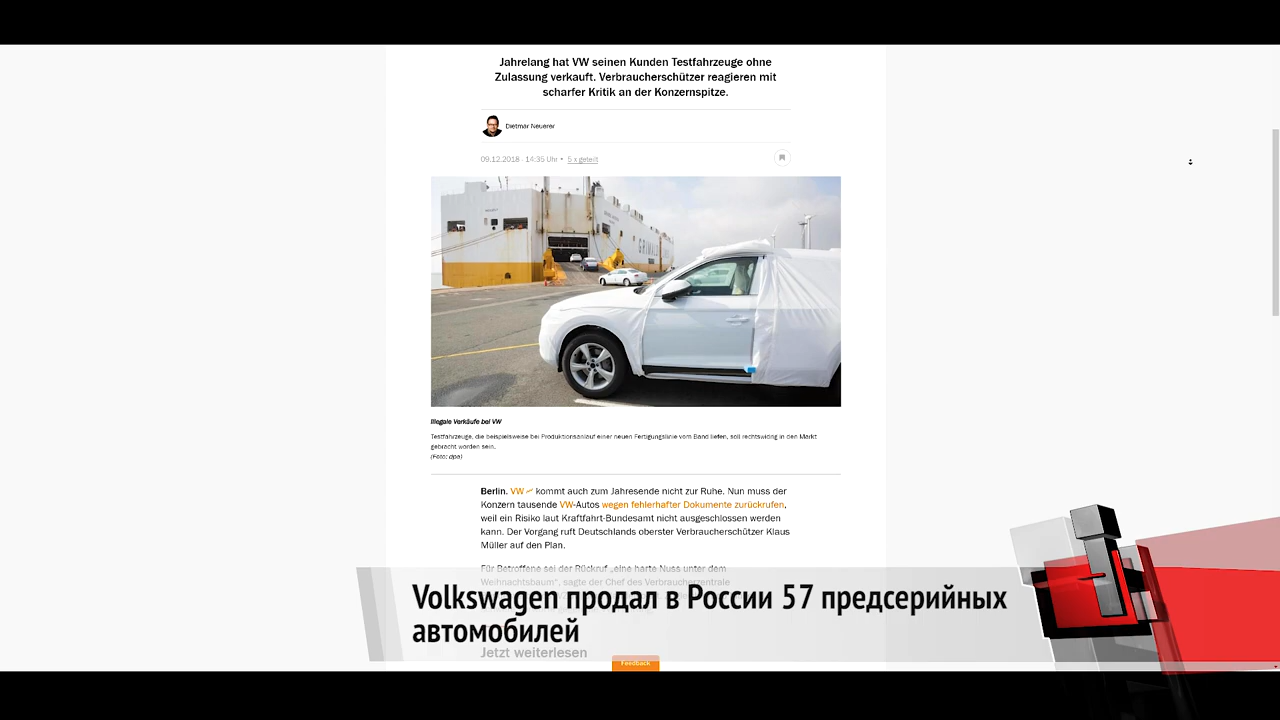 Jahrelang hat VW seinen Kunden Testfahrzeuge ohne
Zulassung verkauft. Verbraucherschützer reagieren mit
scharfer Kritik an der Konzernspitze.
Dietmar Neuerer
09.12.2018 - 14:35 Uhr • 5 x geteilt
GRIMALDI
Illegale Verkäufe bei VW
Testfahrzeuge, die beispielsweise bei Produktionsanlauf einer neuen Fertigungslinie vom Band liefen, soll rechtswidrig in den Markt
gebracht worden sein.
(Foto: dpa)
Berlin. VW kommt auch zum Jahresende nicht zur Ruhe. Nun muss der
Konzern tausende VW-Autos wegen fehlerhafter Dokumente zurückrufen,
weil ein Risiko laut Kraftfahrt-Bundesamt nicht ausgeschlossen werden
kann. Der Vorgang ruft Deutschlands oberster Verbraucherschützer Klaus
Müller auf den Plan.
Für Betroffene sei der Rückruf „eine harte Nuss unter dem
Weihnachtsbaum“, sagte der Chef des Verbraucherzentrale
Volkswagen продал в России 57 предсерийных
автомобилей
Jetzt weiterlesen
Feedback